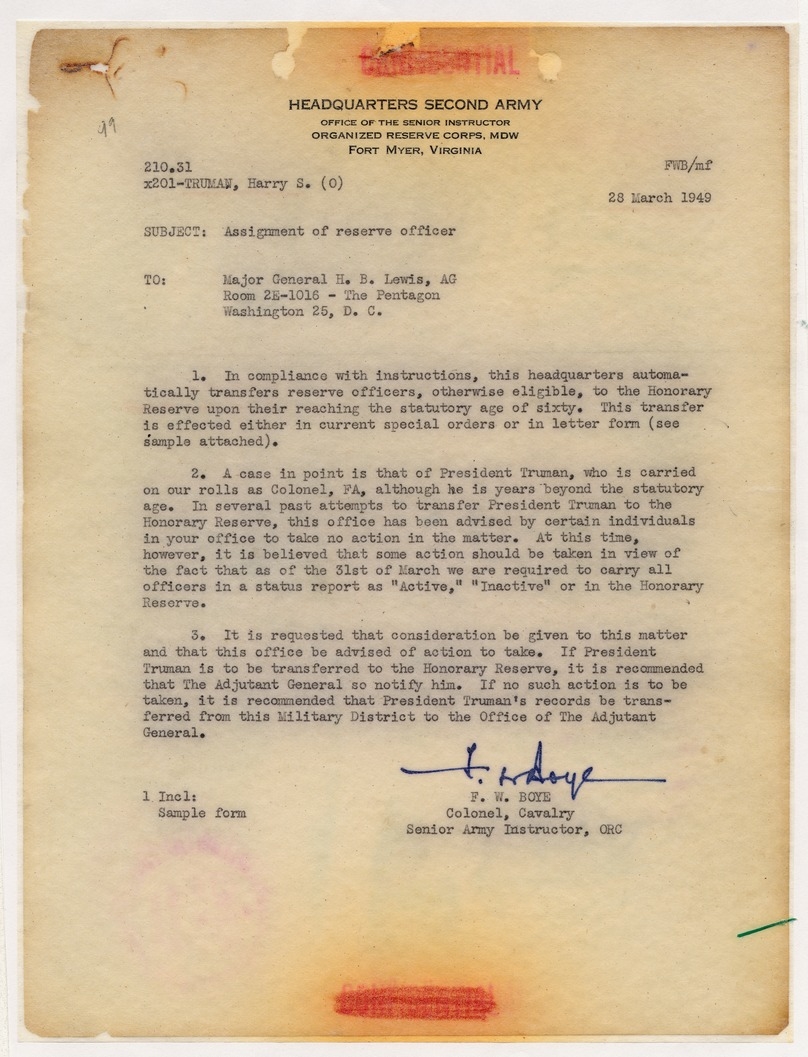 CONFIDENTIAL
99
HEADQUARTERS SECOND ARMY
OFFICE OF THE SENIOR INSTRUCTOR
ORGANIZED RESERVE CORPS, MDW
FORT MYER, VIRGINIA
210.31 FWB/mf
x201-TRUMAN, Harry S. (O)
28 March 1949
SUBJECT: Assignment of reserve officer
TO: Major General H. B. Lewis, AG
Room 2E-1016 - The Pentagon
Washington 25, D. C.
1. In compliance with instructions, this headquarters automa-
tically transfers reserve officers, otherwise eligible, to the Honorary
Reserve upon their reaching the statutory age of sixty. This transfer
is effected either in current special orders or in letter form (see
sample attached).
2. A case in point is that of President Truman, who is carried
on our rolls as Colonel, FA, although he is years beyond the statutory
age. In several past attempts to transfer President Truman to the
Honorary Reserve, this office has been advised by certain individuals
in your office to take no action in the matter. At this time,
however, it is believed that some action should be taken in view of
the fact that as of the 31st of March we are required to carry all
officers in a status report as "Active," "Inactive" or in the Honorary
Reserve.
3. It is requested that consideration be given to this matter
and that this office be advised of action to take. If President
Truman is to be transferred to the Honorary Reserve, it is recommended
that The Adjutant General so notify him. If no such action is to be
taken, it is recommended that President Truman's records be trans-
ferred from this Military District to the Office of The Adjutant
General.
F. W. Boye
1 Incl: F. W. BOYE
Sample form Colonel, Cavalry
Senior Army Instructor, ORC